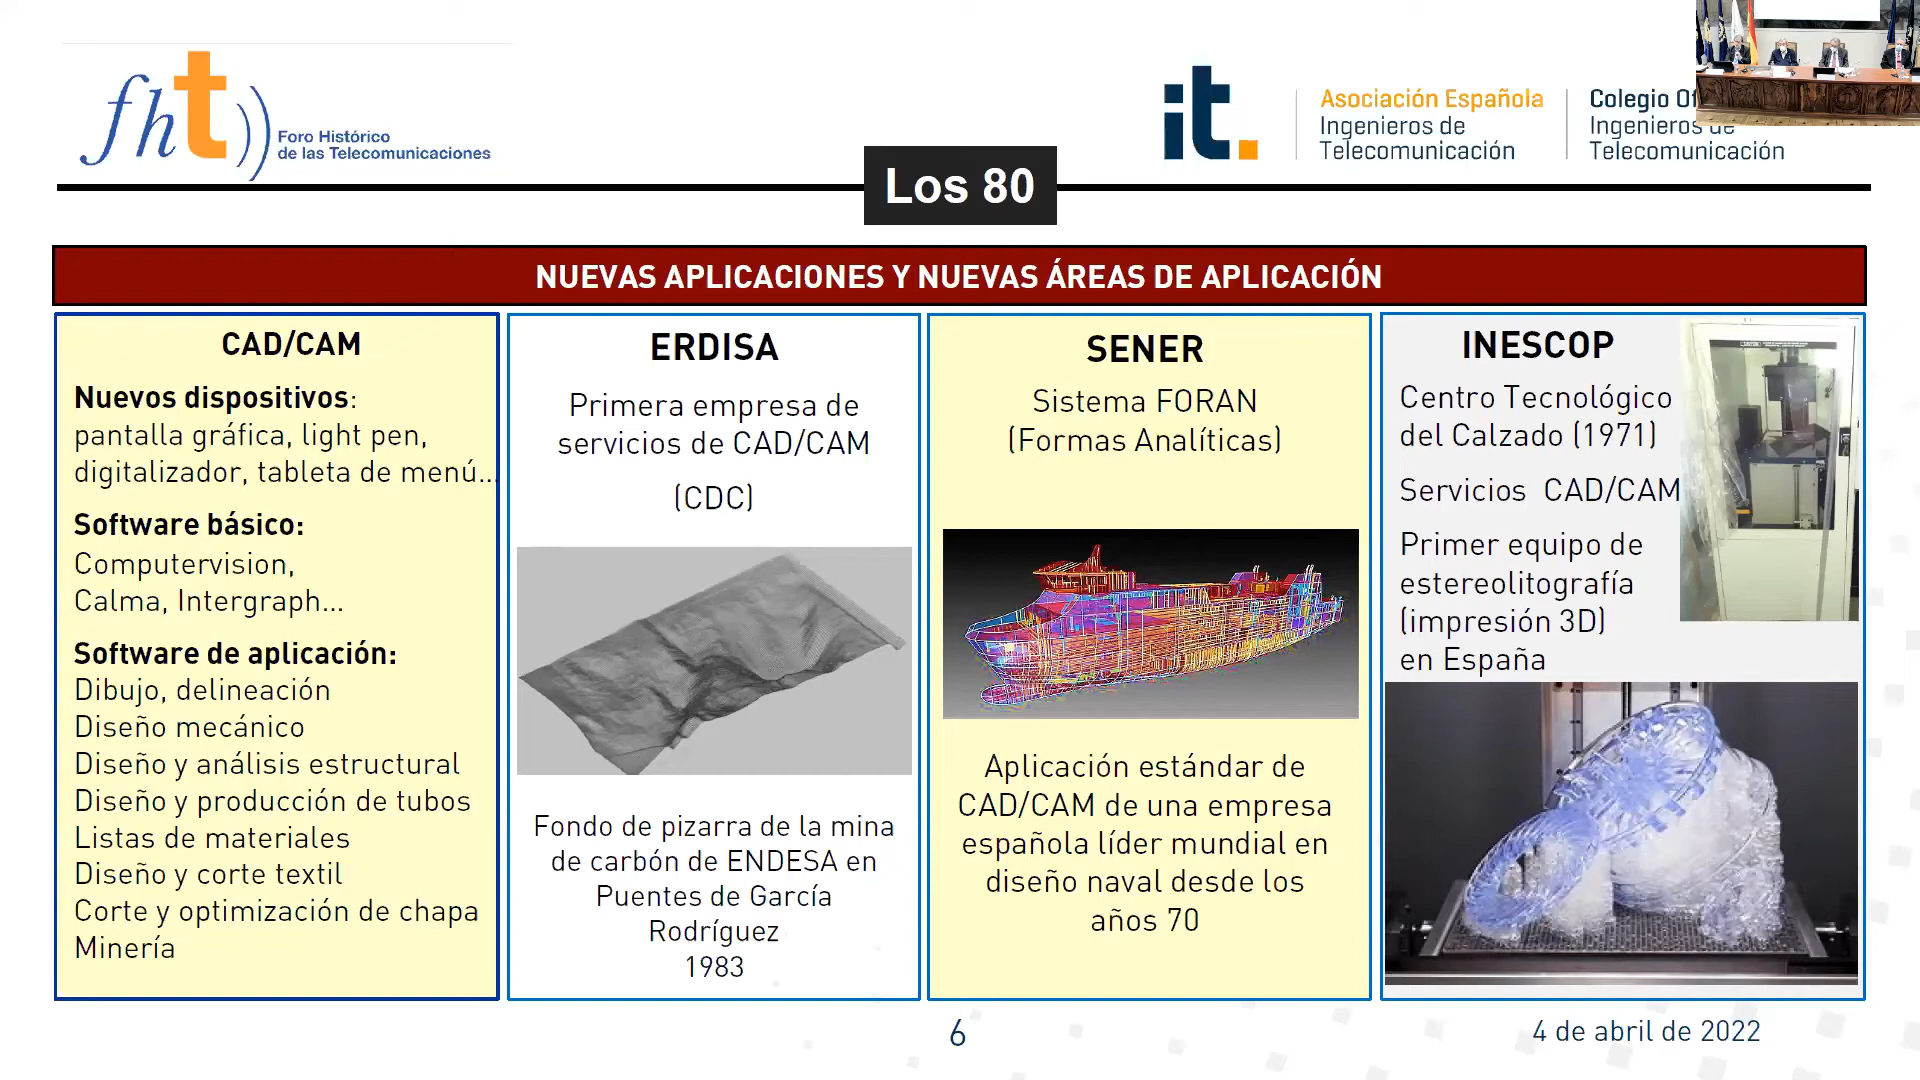 fht
Foro Histórico
de las Telecomunicaciones
it.
Asociación Española
Ingenieros de
Telecomunicación
Colegio
Ingenieros de
Telecomunicación
Los 80
NUEVAS APLICACIONES Y NUEVAS ÁREAS DE APLICACIÓN
CAD/CAM
Nuevos dispositivos:
pantalla gráfica, light pen,
digitalizador, tableta de menú...
Software básico:
Computervision,
Calma, Intergraph...
Software de aplicación:
Dibujo, delineación
Diseño mecánico
Diseño y análisis estructural
Diseño y producción de tubos
Listas de materiales
Diseño y corte textil
Corte y optimización de chapa
Minería
ERDISA
Primera empresa de
servicios de CAD/CAM
(CDC)
Fondo de pizarra de la mina
de carbón de ENDESA en
Puentes de García
Rodríguez
1983
SENER
Sistema FORAN
(Formas Analíticas)
Aplicación estándar de
CAD/CAM de una empresa
española líder mundial en
diseño naval desde los
años 70
INESCOP
Centro Tecnológico
del Calzado (1971)
Servicios CAD/CAM
Primer equipo de
estereolitografía
(impresión 3D)
en España
6
4 de abril de 2022